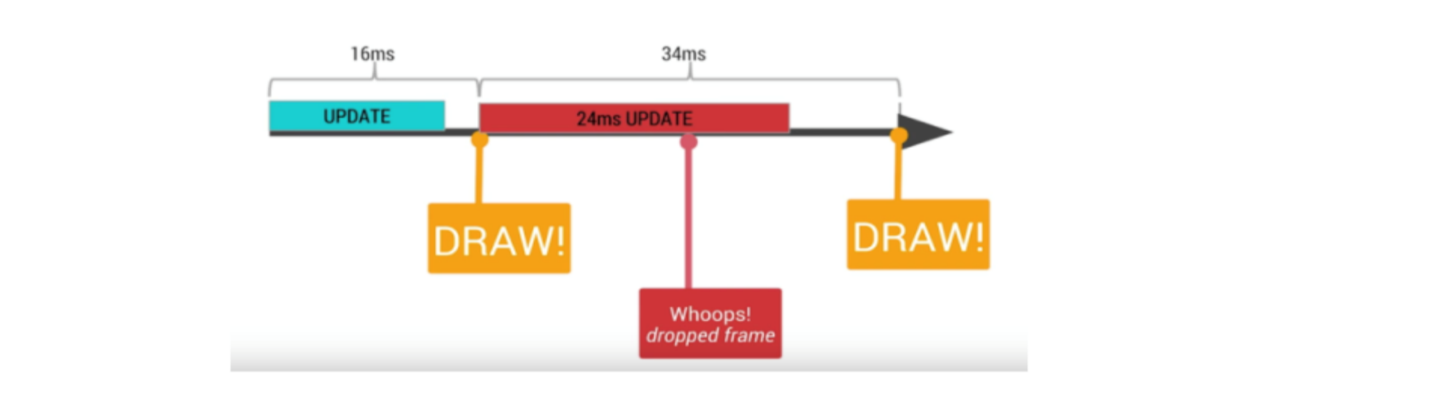 16ms
34ms
UPDATE
24ms UPDATE
DRAW!
DRAW!
Whoops!
dropped frame